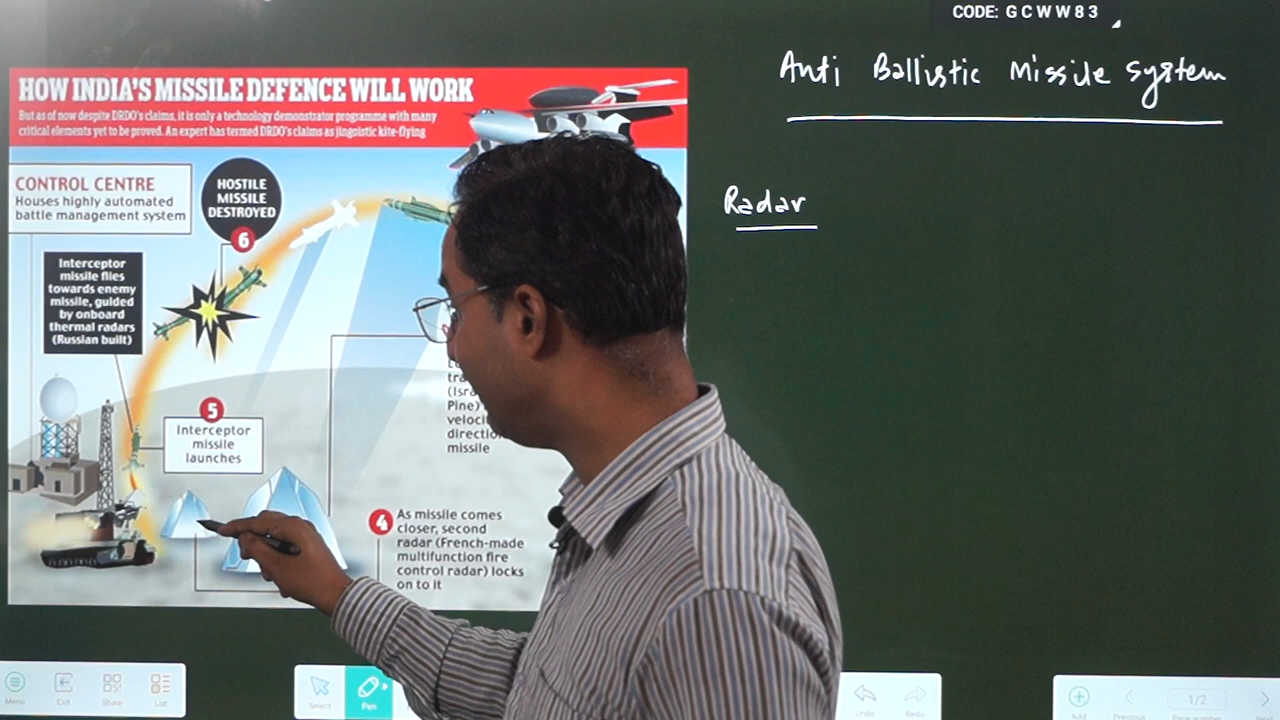 CODE: G C W W 8 3
Anti Ballistic Missile System
Radar
HOW INDIA'S MISSILE DEFENCE WILL WORK
But as of now despite DRDO's claims, it is only a technology demonstrator programme with many
critical elements yet to be proved. An expert has termed DRDO's claims as jingoistic kite-flying
CONTROL CENTRE
Houses highly automated
battle management system
HOSTILE
MISSILE
DESTROYED
6
Interceptor
missile flies
towards enemy
missile, guided
by onboard
thermal radars
(Russian built)
5
Interceptor
missile
launches
tra
(Isra
Pine)
veloci
directio
missile
4
As missile comes
closer, second
radar (French-made
multifunction fire
control radar) locks
on to it
Menu
Exit
Share
List
Select
Pen
Undo
Redo
Add
Previous
1/2